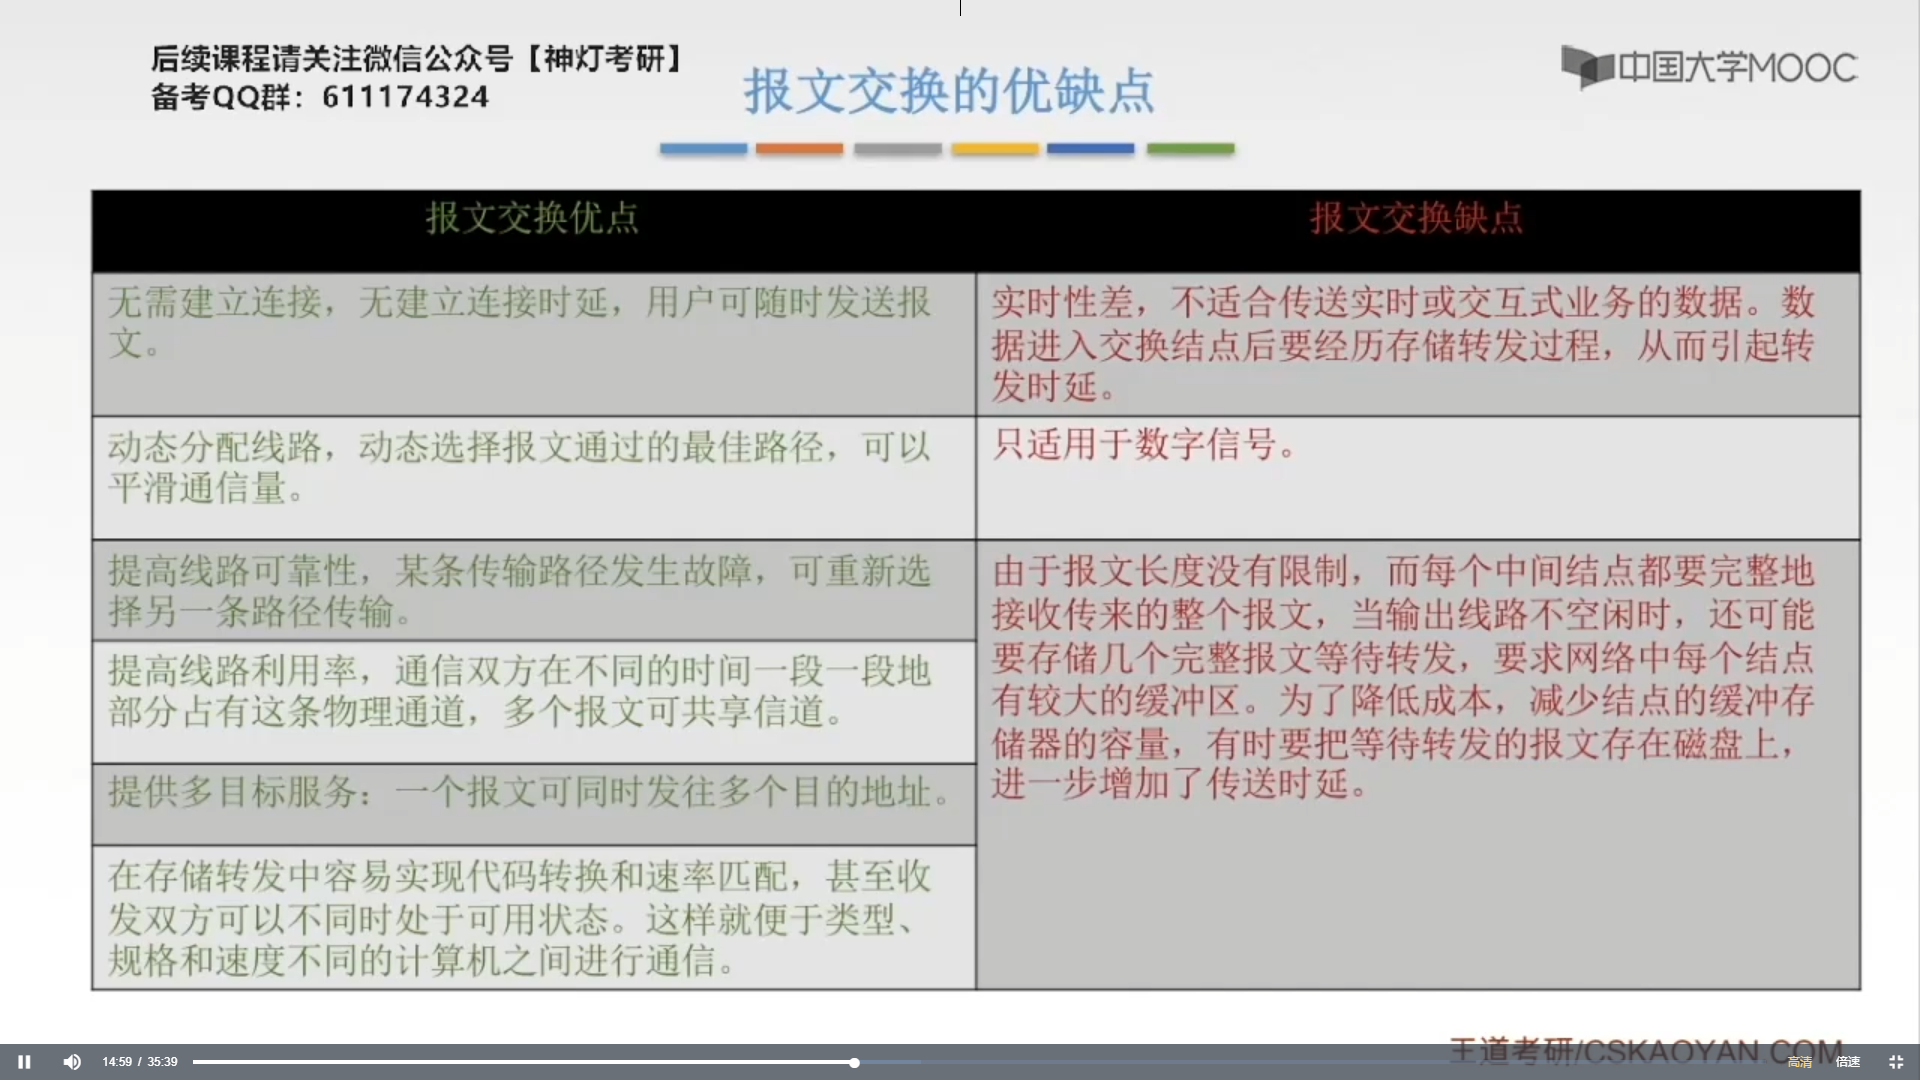 后续课程请关注微信公众号【神灯考研】
备考QQ群：611174324
报文交换的优缺点
中国大学MOOC
报文交换优点
报文交换缺点
无需建立连接，无建立连接时延，用户可随时发送报
文。
实时性差，不适合传送实时或交互式业务的数据。数
据进入交换结点后要经历存储转发过程，从而引起转
发时延。
动态分配线路，动态选择报文通过的最佳路径，可以
平滑通信量。
只适用于数字信号。
提高线路可靠性，某条传输路径发生故障，可重新选
择另一条路径传输。
由于报文长度没有限制，而每个中间结点都要完整地
接收传来的整个报文，当输出线路不空闲时，还可能
要存储几个完整报文等待转发，要求网络中每个结点
有较大的缓冲区。为了降低成本，减少结点的缓冲存
储器的容量，有时要把等待转发的报文存在磁盘上，
进一步增加了传送时延。
提高线路利用率，通信双方在不同的时间一段一段地
部分占有这条物理通道，多个报文可共享信道。
提供多目标服务：一个报文可同时发往多个目的地址。
在存储转发中容易实现代码转换和速率匹配，甚至收
发双方可以不同时处于可用状态。这样就便于类型、
规格和速度不同的计算机之间进行通信。
王道考研/CSKAOYAN.COM
14:59 / 35:39
高清
倍速